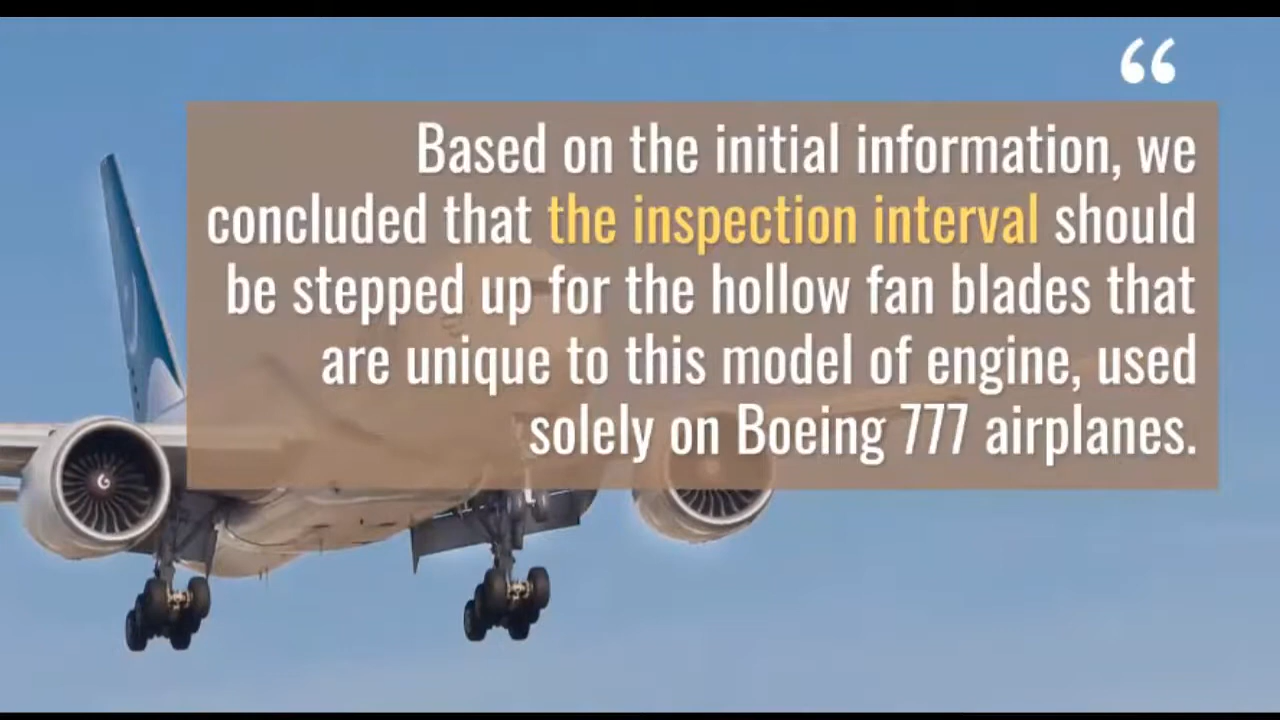 “
Based on the initial information, we
concluded that the inspection interval should
be stepped up for the hollow fan blades that
are unique to this model of engine, used
solely on Boeing 777 airplanes.